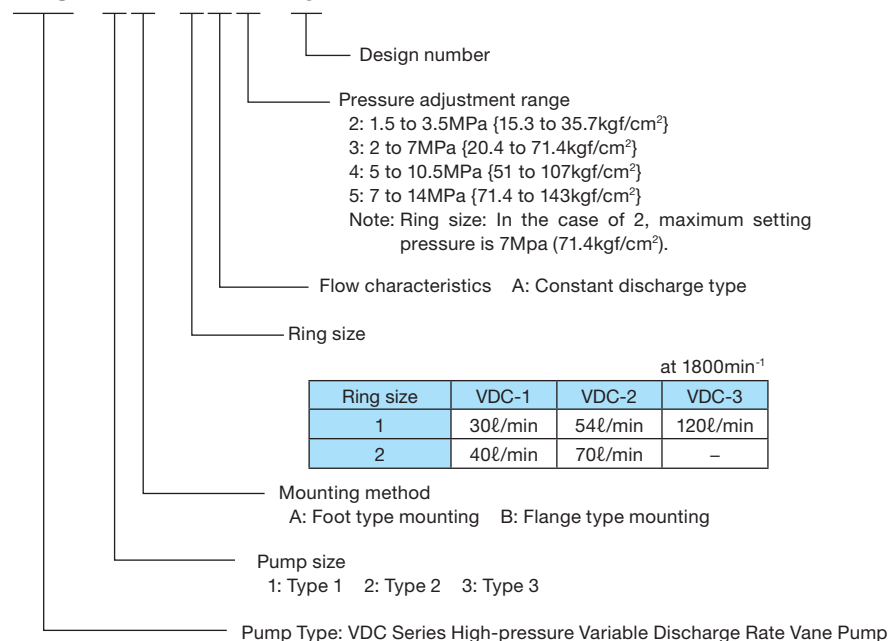 Design number
Pressure adjustment range
2: 1.5 to 3.5MPa {15.3 to 35.7kgf/cm²}
3: 2 to 7MPa {20.4 to 71.4kgf/cm²}
4: 5 to 10.5MPa {51 to 107kgf/cm²}
5: 7 to 14MPa {71.4 to 143kgf/cm²}
Note: Ring size: In the case of 2, maximum setting
pressure is 7Mpa (71.4kgf/cm²).
Flow characteristics A: Constant discharge type
Ring size
at 1800min⁻¹
Ring size VDC-1 VDC-2 VDC-3
1 30ℓ/min 54ℓ/min 120ℓ/min
2 40ℓ/min 70ℓ/min –
Mounting method
A: Foot type mounting B: Flange type mounting
Pump size
1: Type 1 2: Type 2 3: Type 3
Pump Type: VDC Series High-pressure Variable Discharge Rate Vane Pump